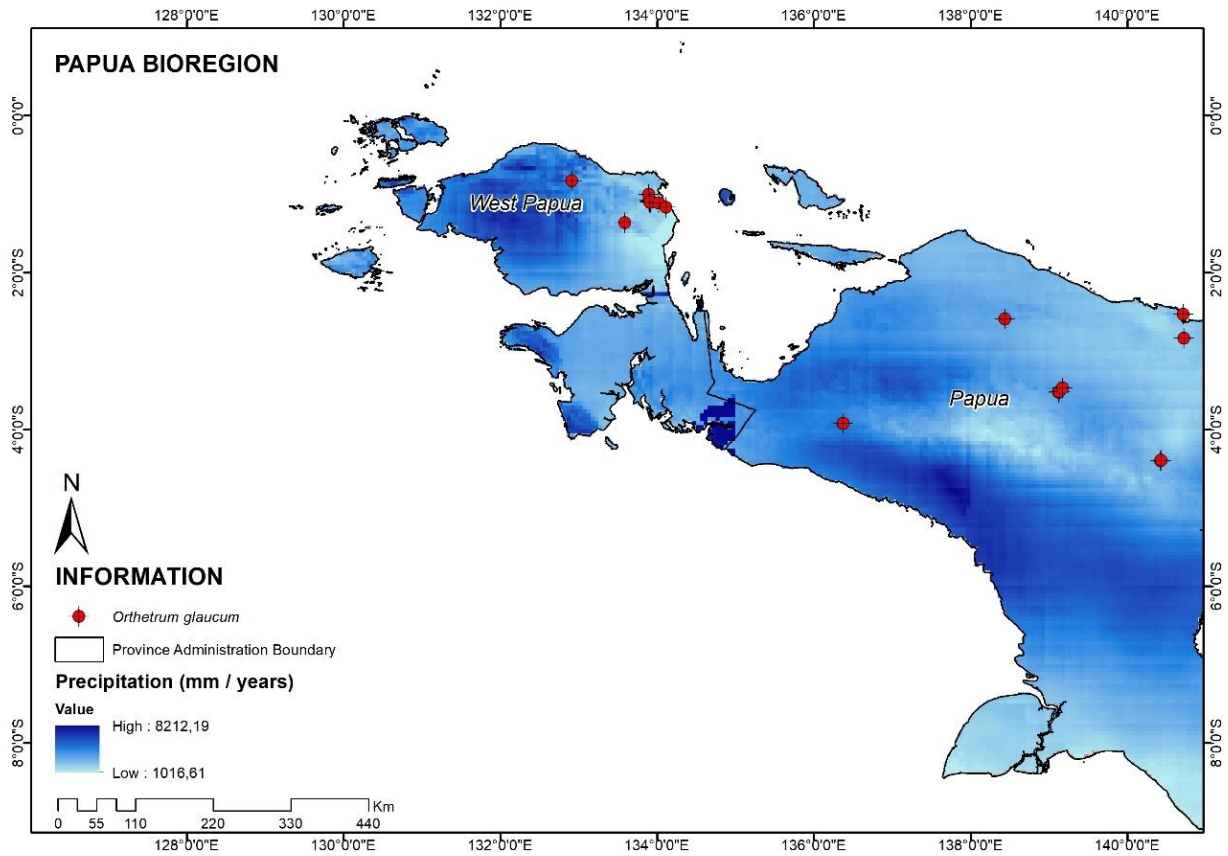 128°0'0"E 130°0'0"E 132°0'0"E 134°0'0"E 136°0'0"E 138°0'0"E 140°0'0"E
PAPUA BIOREGION
0°0'0"
0°0'0"
West Papua
2°0'0"S
2°0'0"S
Papua
4°0'0"S
4°0'0"S
N
INFORMATION
6°0'0"S
6°0'0"S
Orthetrum glaucum
Province Administration Boundary
Precipitation (mm / years)
Value
High : 8212,19
8°0'0"S
8°0'0"S
Low : 1016,61
Km
0 55 110 220 330 440
128°0'0"E 130°0'0"E 132°0'0"E 134°0'0"E 136°0'0"E 138°0'0"E 140°0'0"E